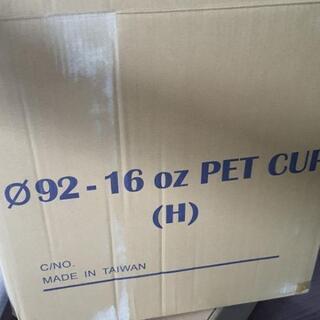 Ø92-16 oz PET CUP
(H)
C/NO.
MADE IN TAIWAN